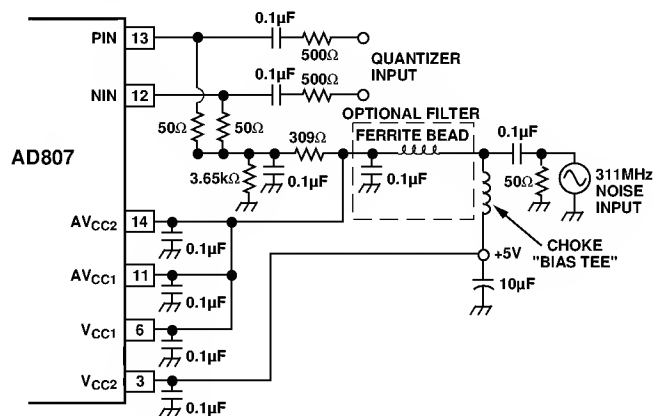 PIN 13 0.1µF 500Ω
QUANTIZER
INPUT
NIN 12 0.1µF 500Ω
50Ω 50Ω
309Ω
3.65kΩ
0.1µF
OPTIONAL FILTER
FERRITE BEAD
0.1µF
0.1µF
50Ω
311MHz
NOISE
INPUT
AD807
CHOKE
"BIAS TEE"
+5V
10µF
AVCC2 14
0.1µF
AVCC1 11
0.1µF
VCC1 6
0.1µF
VCC2 3
0.1µF